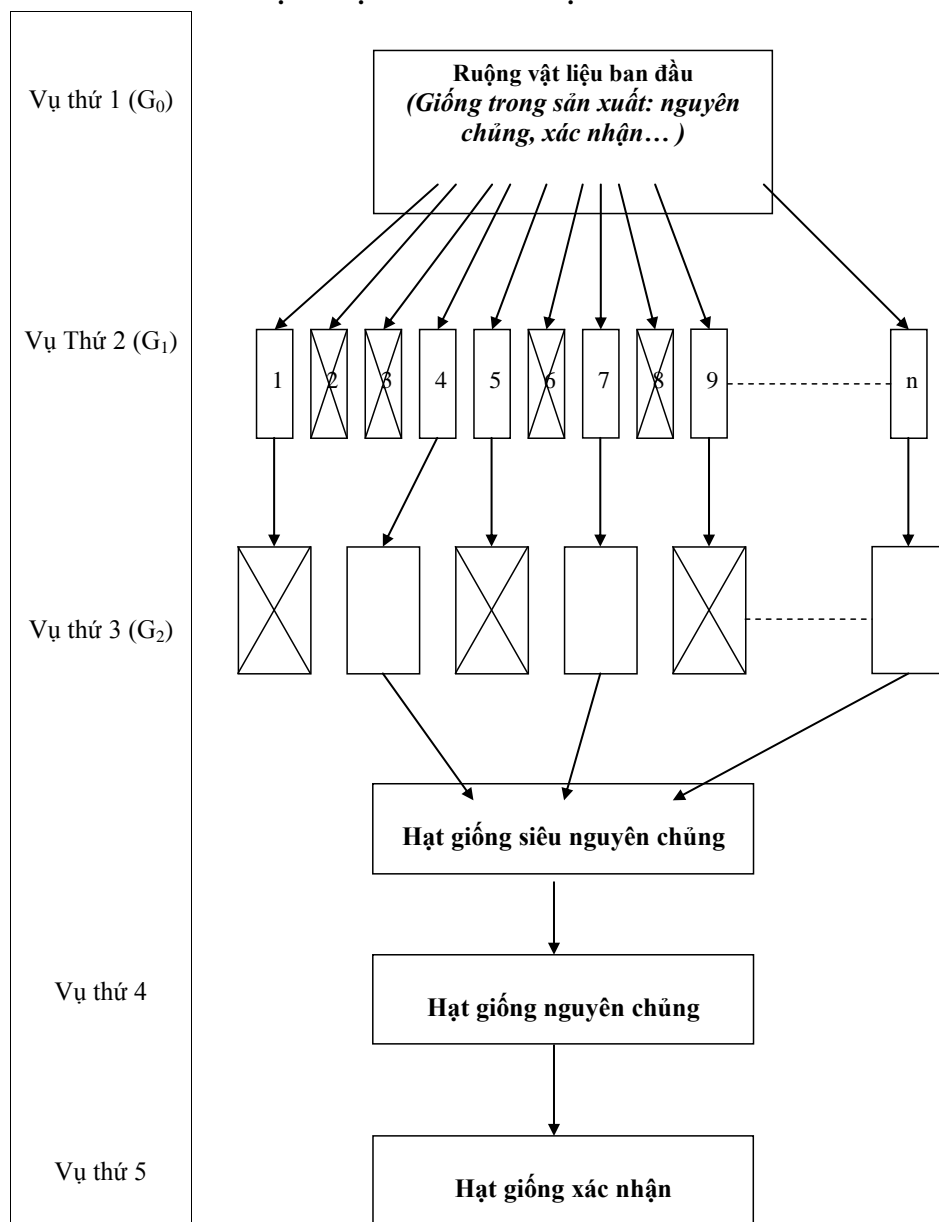 Vụ thứ 1 (G0)
Ruộng vật liệu ban đầu
(Giống trong sản xuất: nguyên
chủng, xác nhận… )
Vụ Thứ 2 (G1)
1 2 3 4 5 6 7 8 9 n
Vụ thứ 3 (G2)
Hạt giống siêu nguyên chủng
Vụ thứ 4
Hạt giống nguyên chủng
Vụ thứ 5
Hạt giống xác nhận